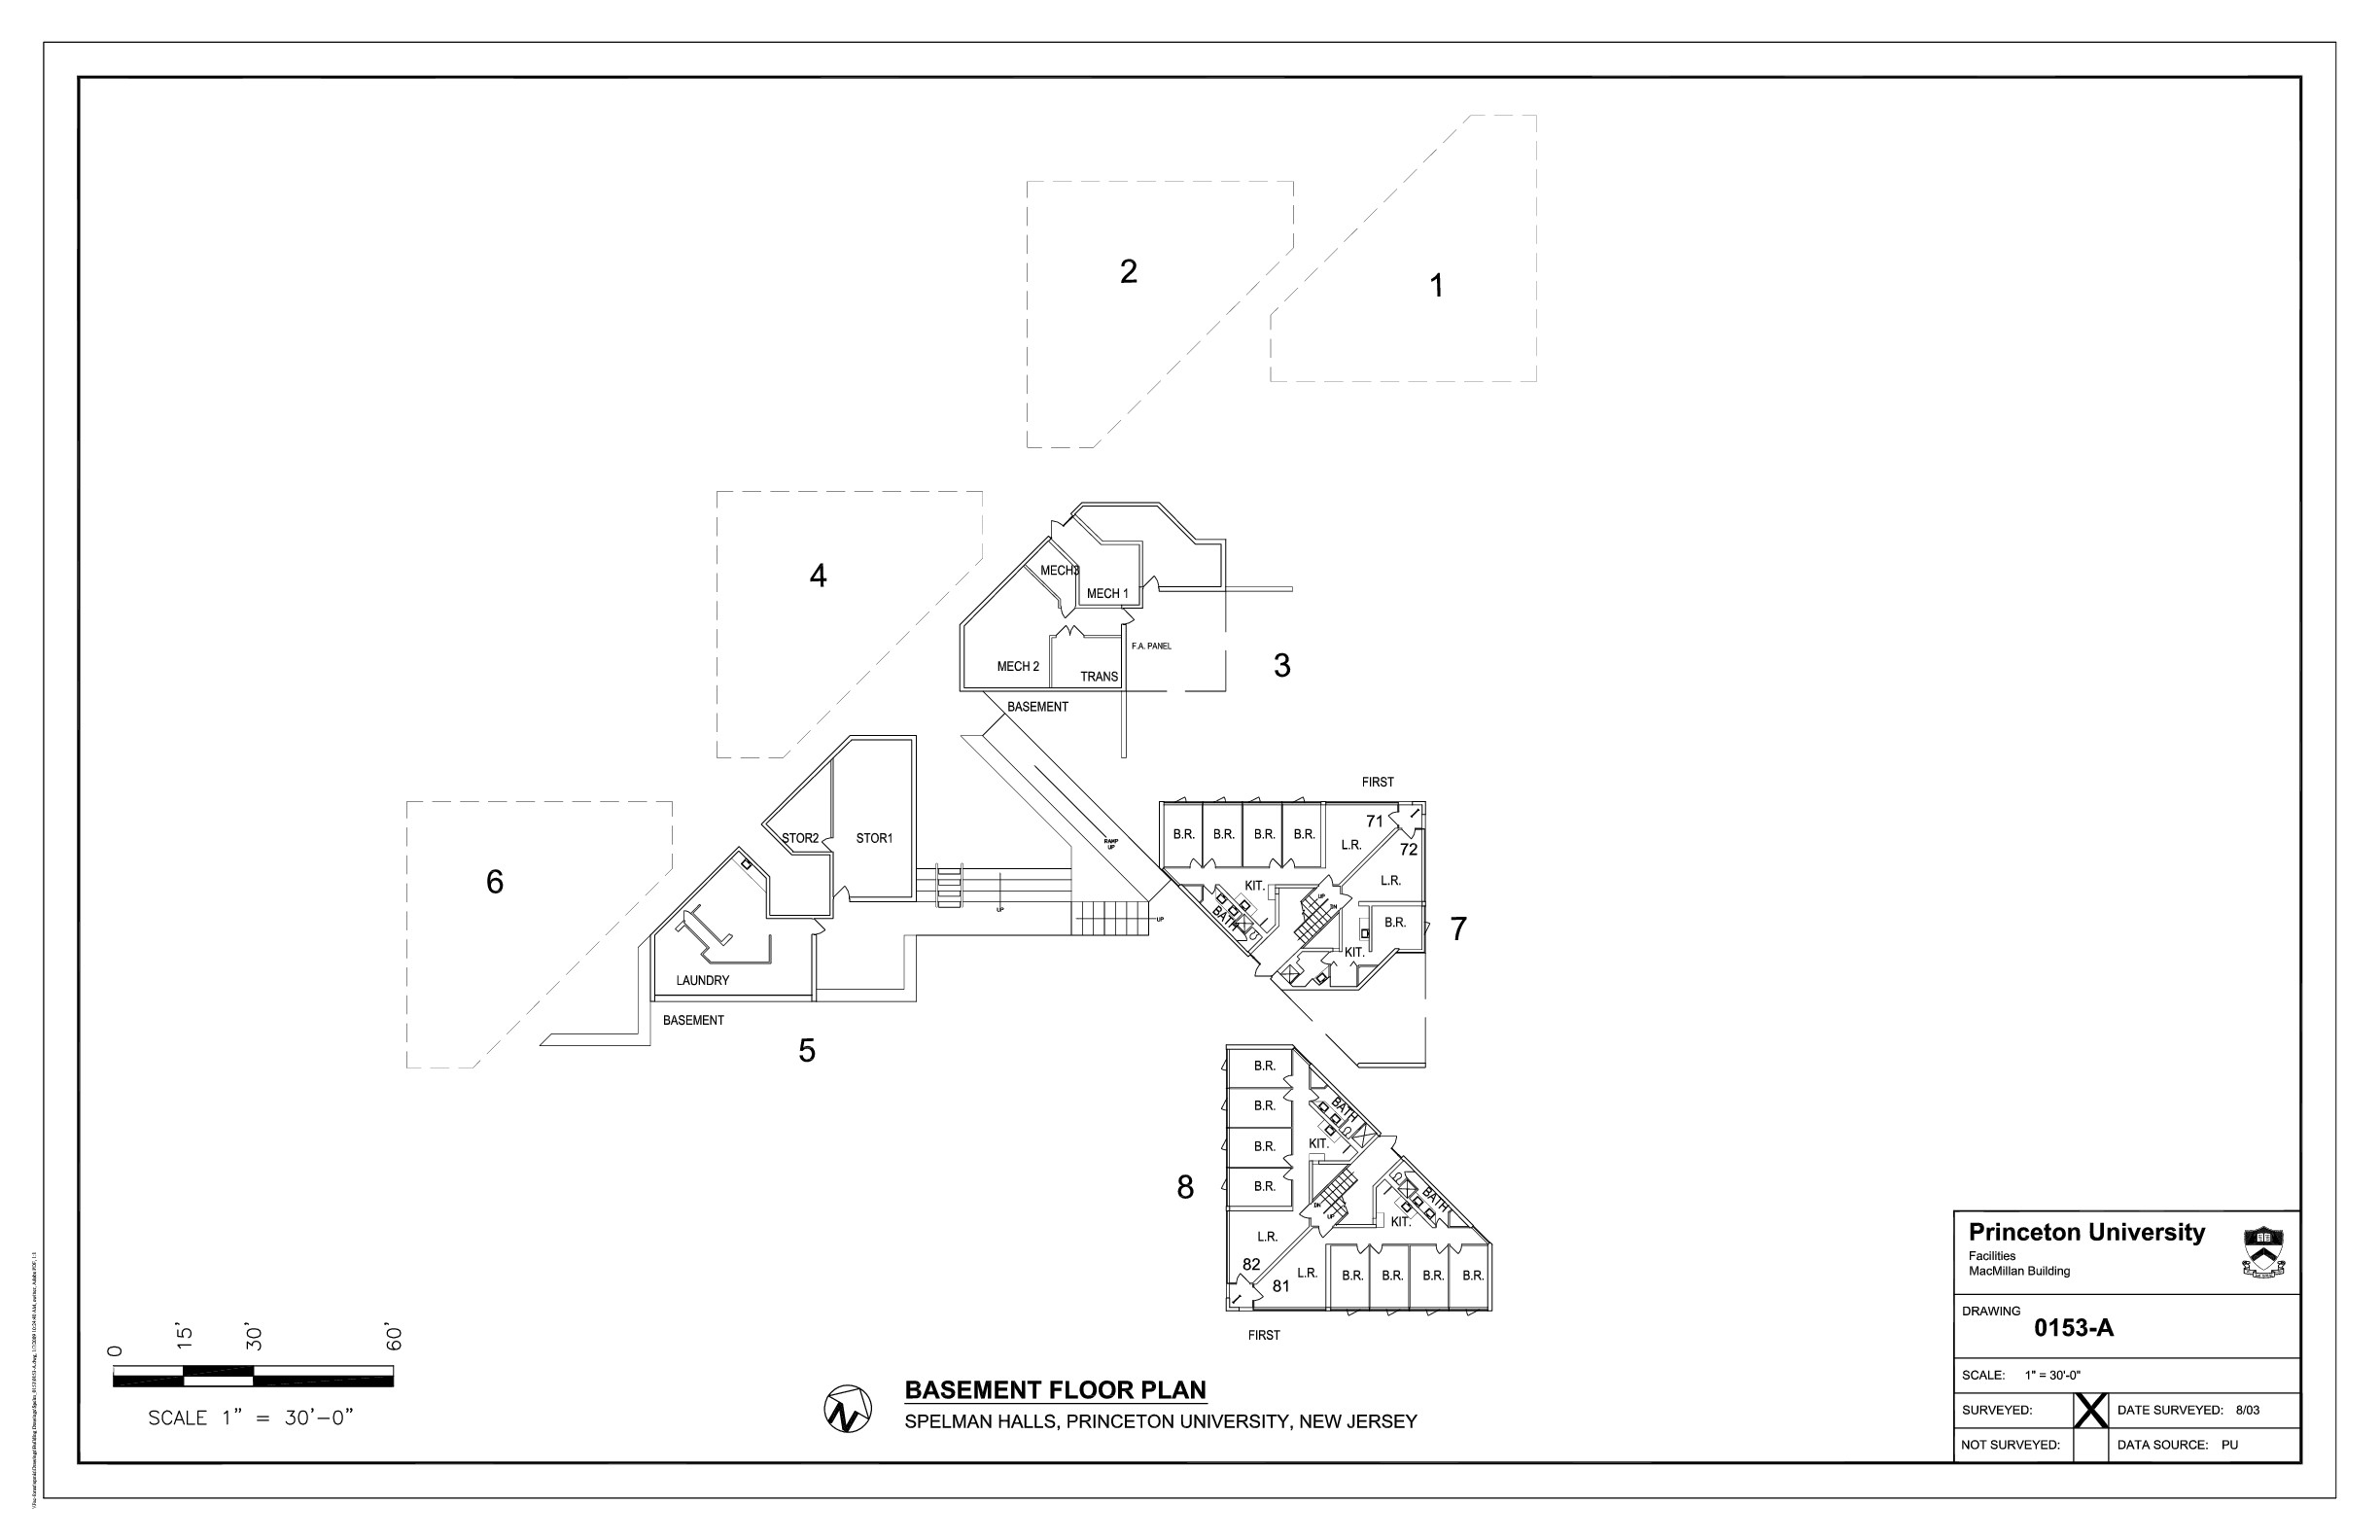 1
2
4
MECH3
MECH 1
F.A. PANEL
MECH 2
TRANS
3
BASEMENT
FIRST
STOR2
STOR1
RAMP
UP
UP
UP
6
LAUNDRY
BASEMENT
5
B.R.
B.R.
B.R.
B.R.
71
L.R.
72
L.R.
KIT.
BATH
UP
DN
B.R.
KIT.
7
B.R.
B.R.
B.R.
B.R.
BATH
KIT.
8
BATH
DN
UP
KIT.
L.R.
82
81
L.R.
B.R.
B.R.
B.R.
B.R.
FIRST
0
15'
30'
60'
SCALE 1" = 30'-0"
N
BASEMENT FLOOR PLAN
SPELMAN HALLS, PRINCETON UNIVERSITY, NEW JERSEY
Princeton University
Facilities
MacMillan Building
DRAWING
0153-A
SCALE: 1" = 30'-0"
SURVEYED: X DATE SURVEYED: 8/03
NOT SURVEYED: DATA SOURCE: PU